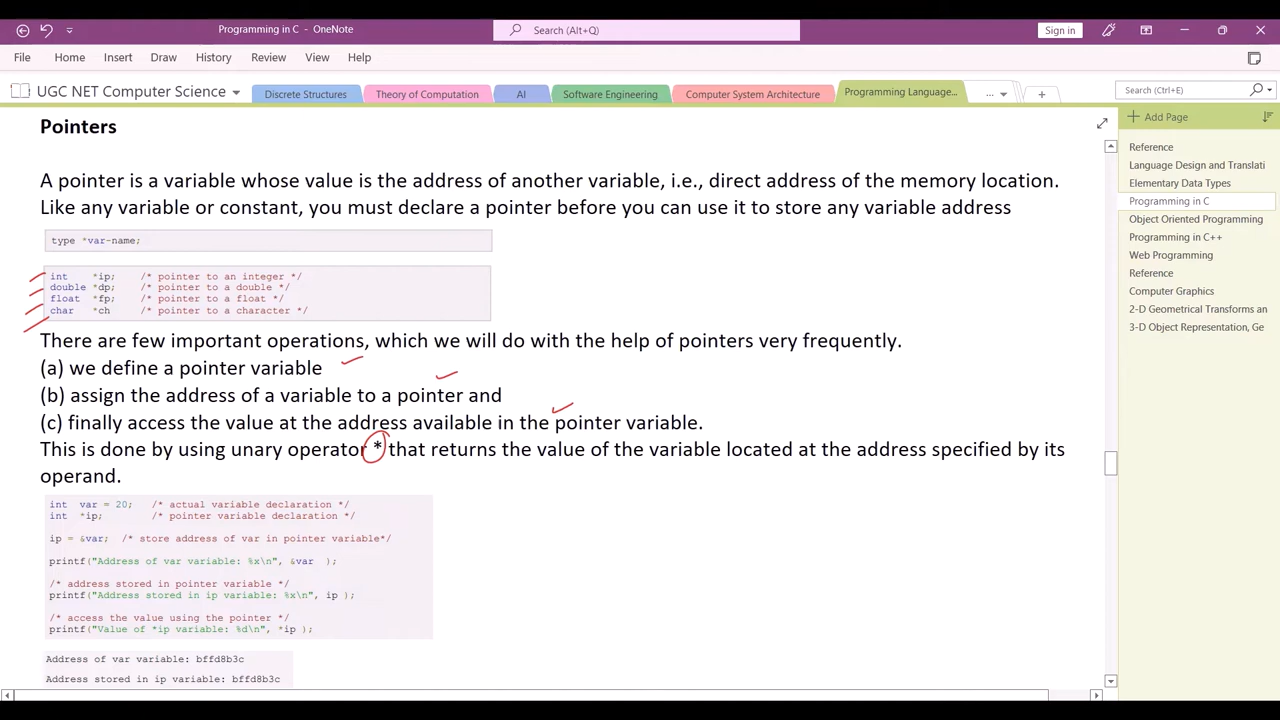 Programming in C - OneNote
Search (Alt+Q)
Sign in
File Home Insert Draw History Review View Help
UGC NET Computer Science
Discrete Structures
Theory of Computation
AI
Software Engineering
Computer System Architecture
Programming Language...
...
Search (Ctrl+E)
Add Page
Reference
Language Design and Translati
Elementary Data Types
Programming in C
Object Oriented Programming
Programming in C++
Web Programming
Reference
Computer Graphics
2-D Geometrical Transforms an
3-D Object Representation, Ge
Pointers
A pointer is a variable whose value is the address of another variable, i.e., direct address of the memory location.
Like any variable or constant, you must declare a pointer before you can use it to store any variable address
type *var-name;
int *ip; /* pointer to an integer */
double *dp; /* pointer to a double */
float *fp; /* pointer to a float */
char *ch /* pointer to a character */
There are few important operations, which we will do with the help of pointers very frequently.
(a) we define a pointer variable
(b) assign the address of a variable to a pointer and
(c) finally access the value at the address available in the pointer variable.
This is done by using unary operator * that returns the value of the variable located at the address specified by its
operand.
int var = 20; /* actual variable declaration */
int *ip; /* pointer variable declaration */
ip = &var; /* store address of var in pointer variable*/
printf("Address of var variable: %x\n", &var );
/* address stored in pointer variable */
printf("Address stored in ip variable: %x\n", ip );
/* access the value using the pointer */
printf("Value of *ip variable: %d\n", *ip );
Address of var variable: bffd8b3c
Address stored in ip variable: bffd8b3c